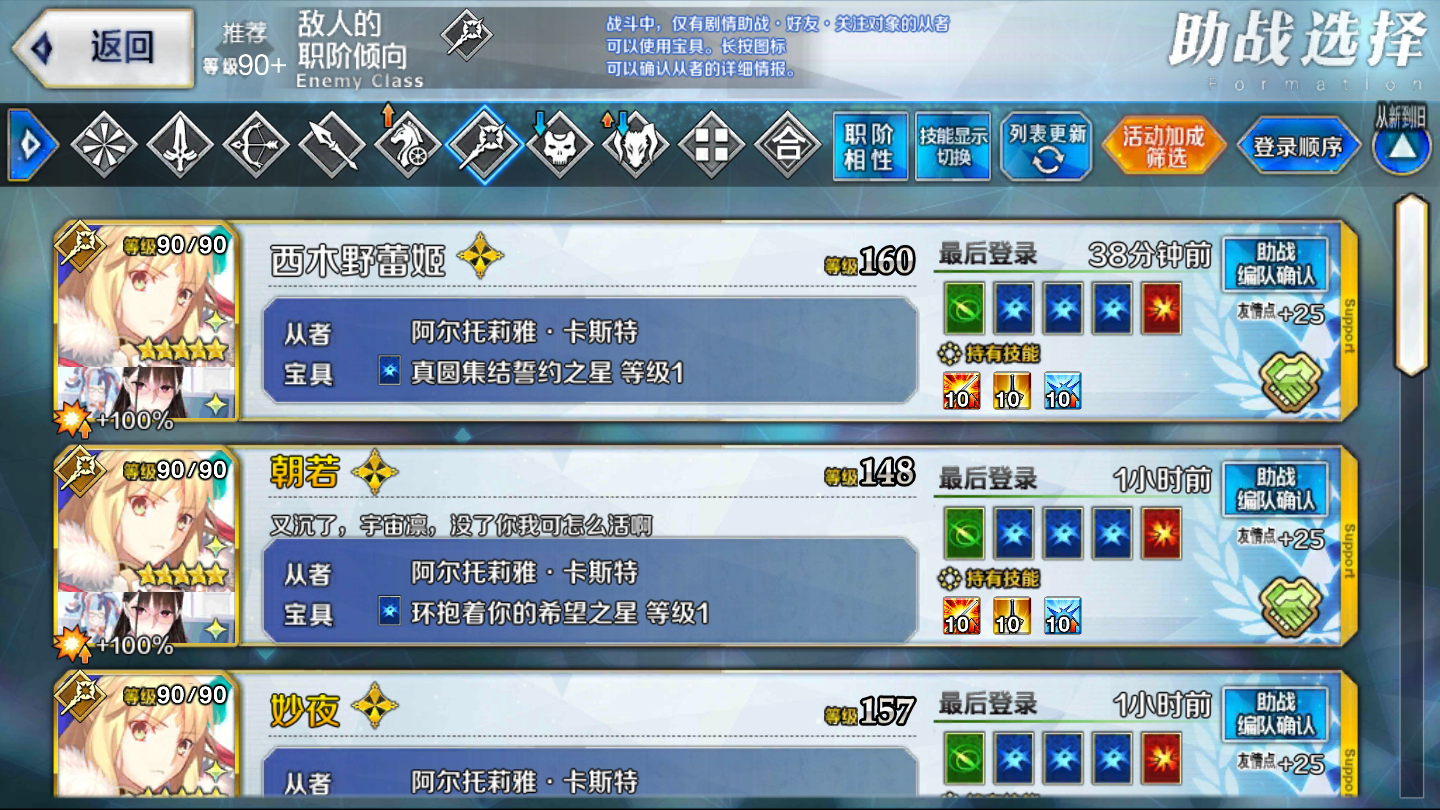 返回
推荐
等级90+
敌人的
职阶倾向
Enemy Class
战斗中，仅有剧情助战·好友·关注对象的从者
可以使用宝具。长按图标
可以确认从者的详细情报。
助战选择
Formation
合
职阶
相性
技能显示
切换
列表更新
活动加成
筛选
登录顺序
从新到旧
等级90/90
+100%
西木野蕾姬
等级160
从者 阿尔托莉雅·卡斯特
宝具 真圆集结誓约之星 等级1
最后登录 38分钟前
持有技能
10 10 10
助战
编队确认
友情点+25
Support
等级90/90
+100%
朝若
等级148
又沉了，宇宙凛，没了你我可怎么活啊
从者 阿尔托莉雅·卡斯特
宝具 环抱着你的希望之星 等级1
最后登录 1小时前
持有技能
10 10 10
助战
编队确认
友情点+25
Support
等级90/90
妙夜
等级157
从者 阿尔托莉雅·卡斯特
最后登录 1小时前
助战
编队确认
友情点+25